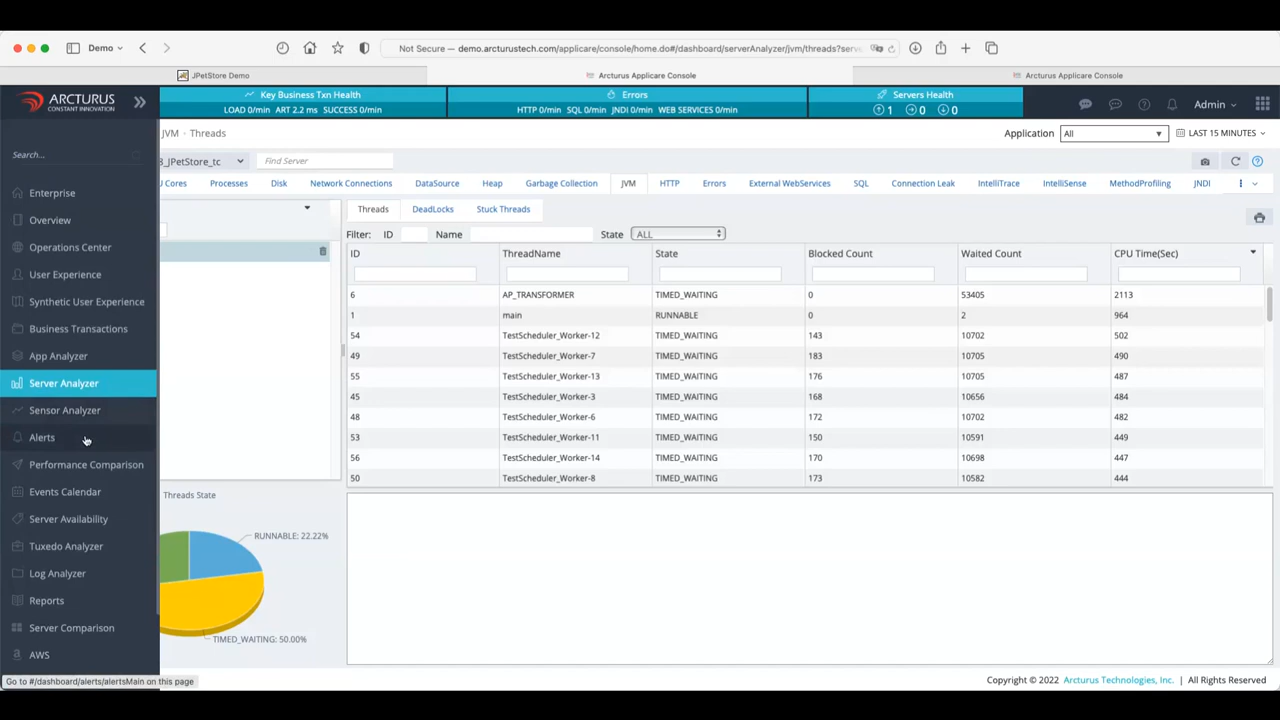 Demo
Not Secure — demo.arcturustech.com/applicare/console/home.do#/dashboard/serverAnalyzer/jvm/threads?serv
JPetStore Demo
Arcturus Applicare Console
Arcturus Applicare Console
ARCTURUS
CONSTANT INNOVATION
Key Business Txn Health
LOAD 0/min ART 2.2 ms SUCCESS 0/min
Errors
HTTP 0/min SQL 0/min JNDI 0/min WEB SERVICES 0/min
Servers Health
1 0 0
Admin
JVM - Threads
Application All
LAST 15 MINUTES
Search...
_JPetStore_tc
Find Server
U Cores Processes Disk Network Connections DataSource Heap Garbage Collection JVM HTTP Errors External WebServices SQL Connection Leak IntelliTrace IntelliSense MethodProfiling JNDI
Enterprise
Overview
Operations Center
User Experience
Synthetic User Experience
Business Transactions
App Analyzer
Server Analyzer
Sensor Analyzer
Alerts
Performance Comparison
Events Calendar
Server Availability
Tuxedo Analyzer
Log Analyzer
Reports
Server Comparison
AWS
Threads DeadLocks Stuck Threads
Filter: ID Name State ALL
ID ThreadName State Blocked Count Waited Count CPU Time(Sec)
6 AP_TRANSFORMER TIMED_WAITING 0 53405 2113
1 main RUNNABLE 0 2 964
54 TestScheduler_Worker-12 TIMED_WAITING 143 10702 502
49 TestScheduler_Worker-7 TIMED_WAITING 183 10705 490
55 TestScheduler_Worker-13 TIMED_WAITING 176 10705 487
45 TestScheduler_Worker-3 TIMED_WAITING 168 10656 484
48 TestScheduler_Worker-6 TIMED_WAITING 172 10702 482
53 TestScheduler_Worker-11 TIMED_WAITING 150 10591 449
56 TestScheduler_Worker-14 TIMED_WAITING 170 10698 447
50 TestScheduler_Worker-8 TIMED_WAITING 173 10582 444
Threads State
RUNNABLE: 22.22%
TIMED_WAITING: 50.00%
Go to #/dashboard/alerts/alertsMain on this page
Copyright © 2022 Arcturus Technologies, Inc. | All Rights Reserved